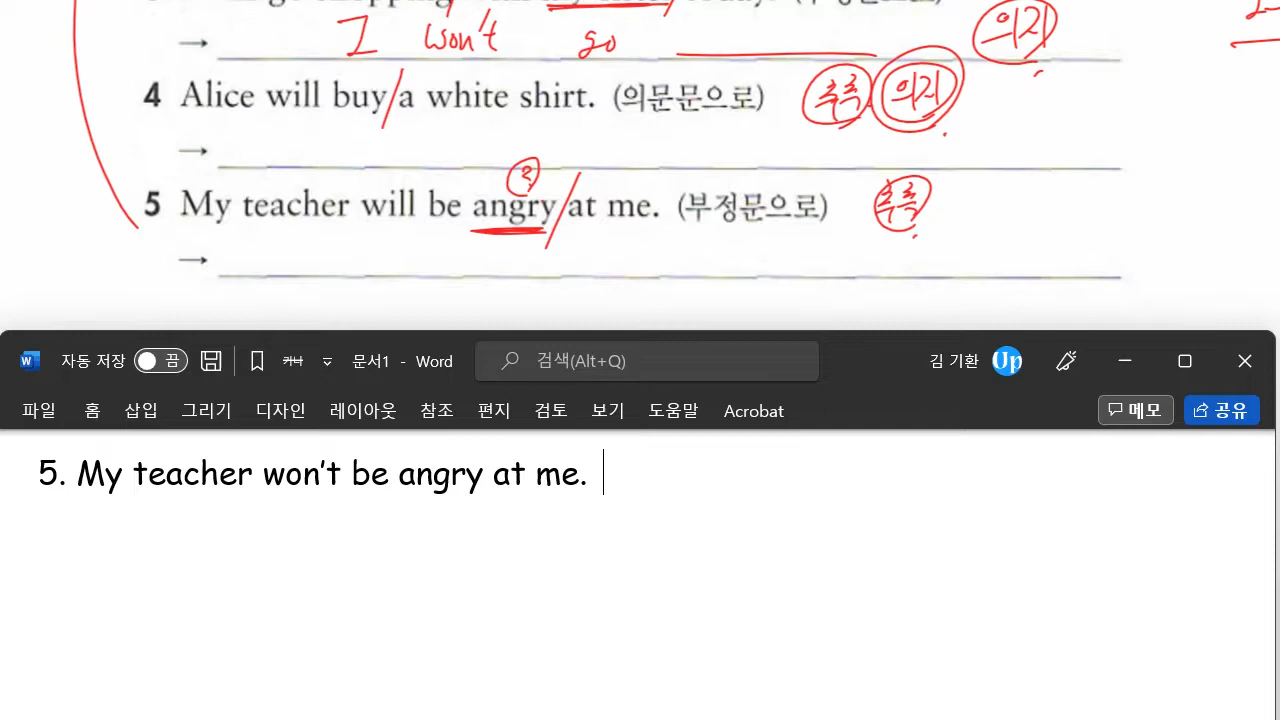 → I won't go
의지
4 Alice will buy/a white shirt. (의문문으로) 추측 의지
→
5 My teacher will be angry/at me. (부정문으로) 추측
→
자동 저장 끔 가나 문서1 - Word 검색(Alt+Q) 김 기환 Up
파일 홈 삽입 그리기 디자인 레이아웃 참조 편지 검토 보기 도움말 Acrobat 메모 공유
5. My teacher won't be angry at me.